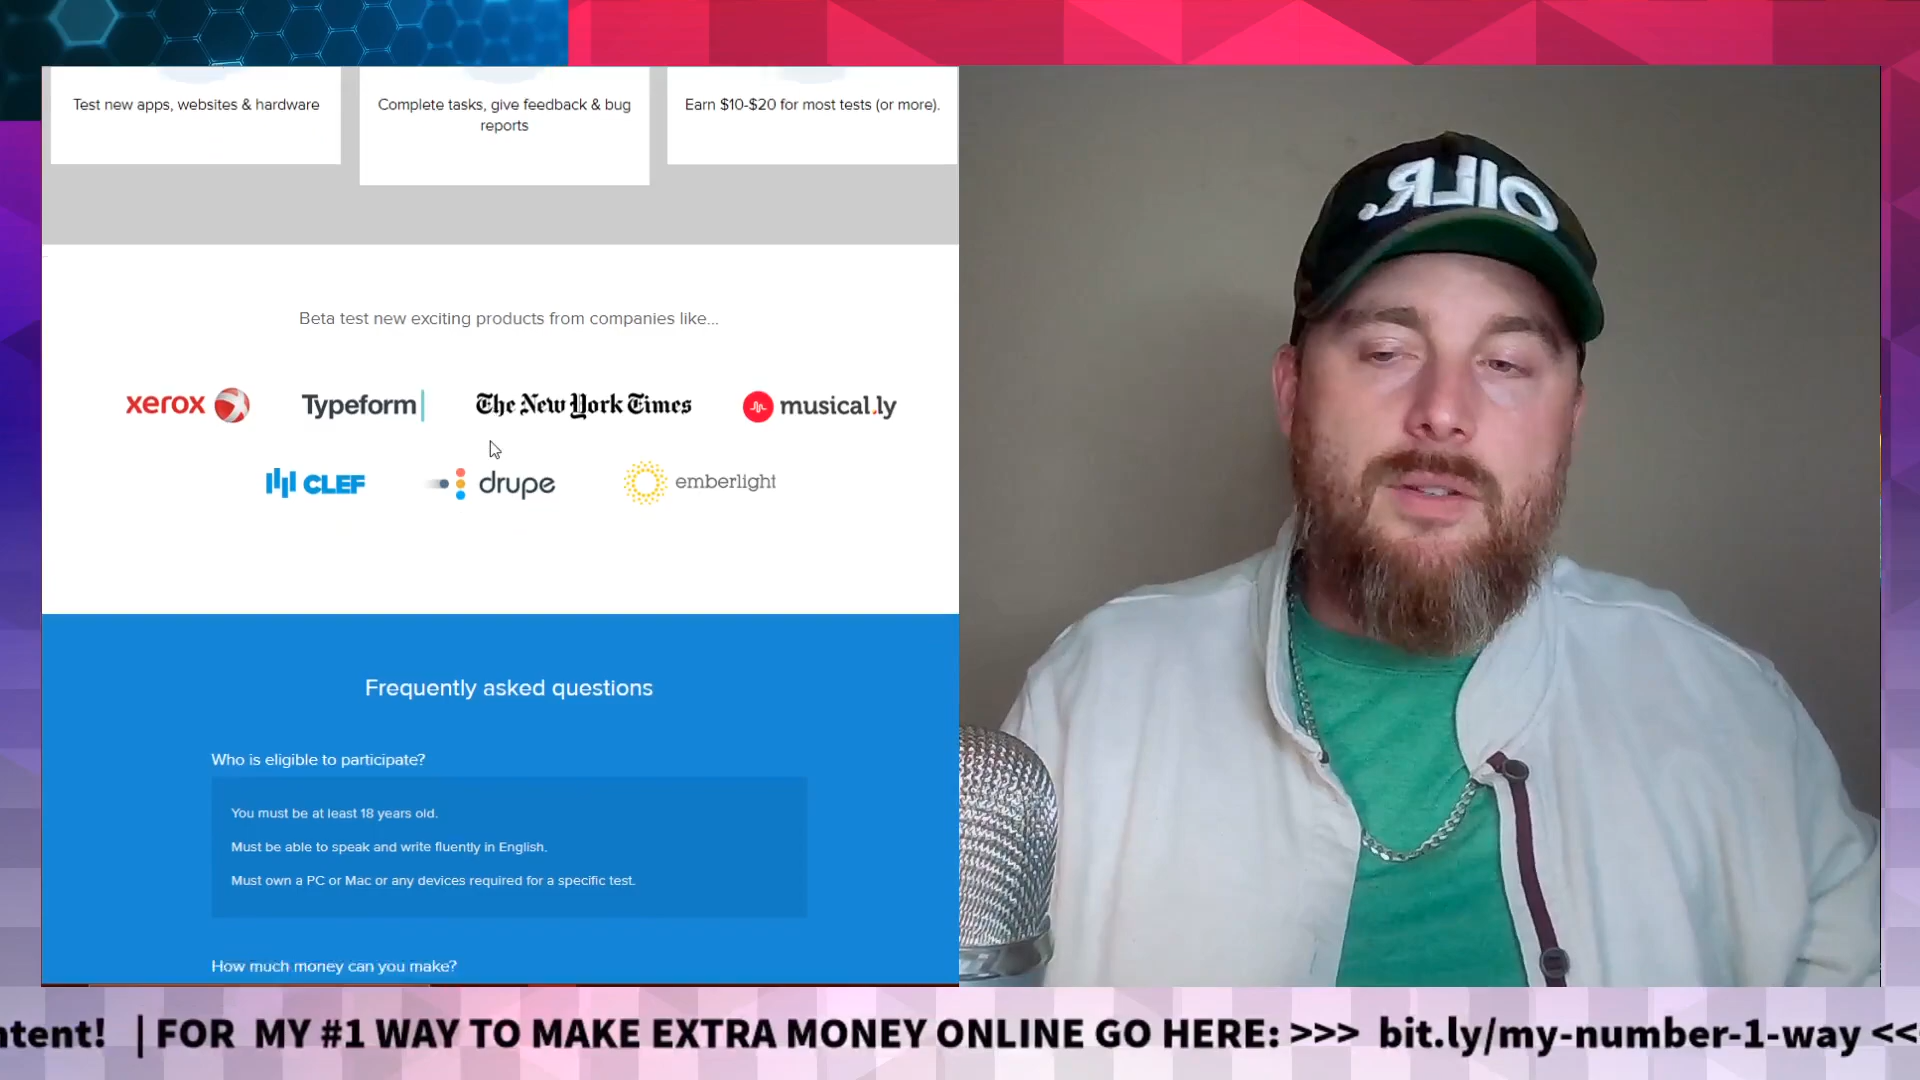 Test new apps, websites & hardware
Complete tasks, give feedback & bug
reports
Earn $10-$20 for most tests (or more).
Beta test new exciting products from companies like...
xerox
Typeform
The New York Times
musical.ly
CLEF
drupe
emberlight
Frequently asked questions
Who is eligible to participate?
You must be at least 18 years old.
Must be able to speak and write fluently in English.
Must own a PC or Mac or any devices required for a specific test.
How much money can you make?
OILR.
ntent! | FOR MY #1 WAY TO MAKE EXTRA MONEY ONLINE GO HERE: >>> bit.ly/my-number-1-way <<